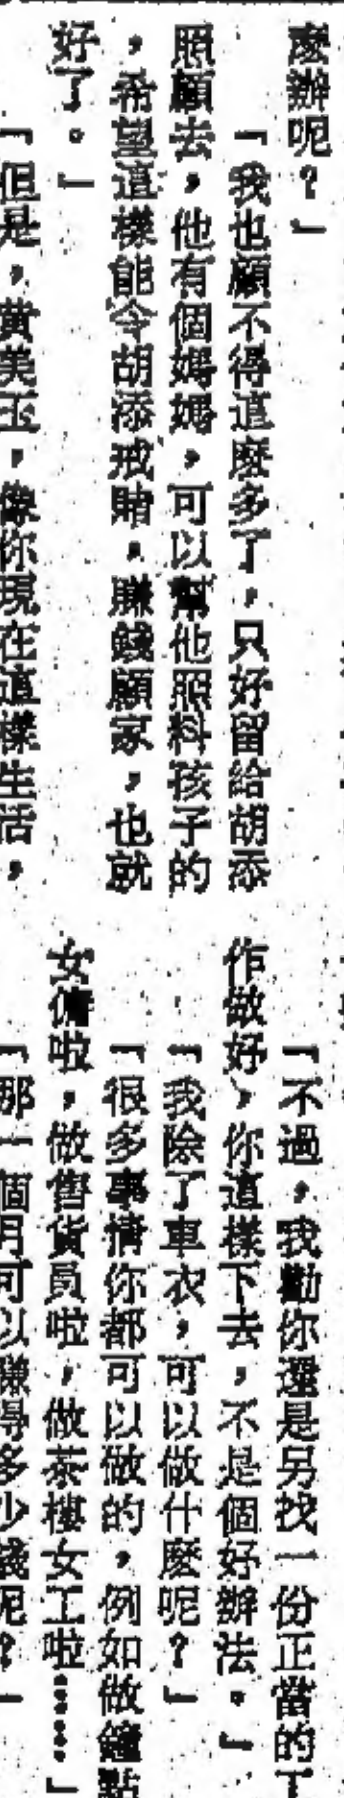 麼辦呢？」
「我也顧不得這麼多了，只好留給胡添
照顧去，他有個媽媽，可以幫他照料孩子的
，希望這樣能令胡添戒賭，賺錢顧家，也就
好了。」
「但是，黃美玉，像你現在這樣生活，
「不過，我勸你還是另找一份正當的工
作做好，你這樣下去，不是個好辦法。」
「我除了車衣，可以做什麼呢？」
「很多事情你都可以做的，例如做鐘點
女傭啦，做售貨員啦，做茶樓女工啦……」
「那一個月可以賺得多少錢呢？」